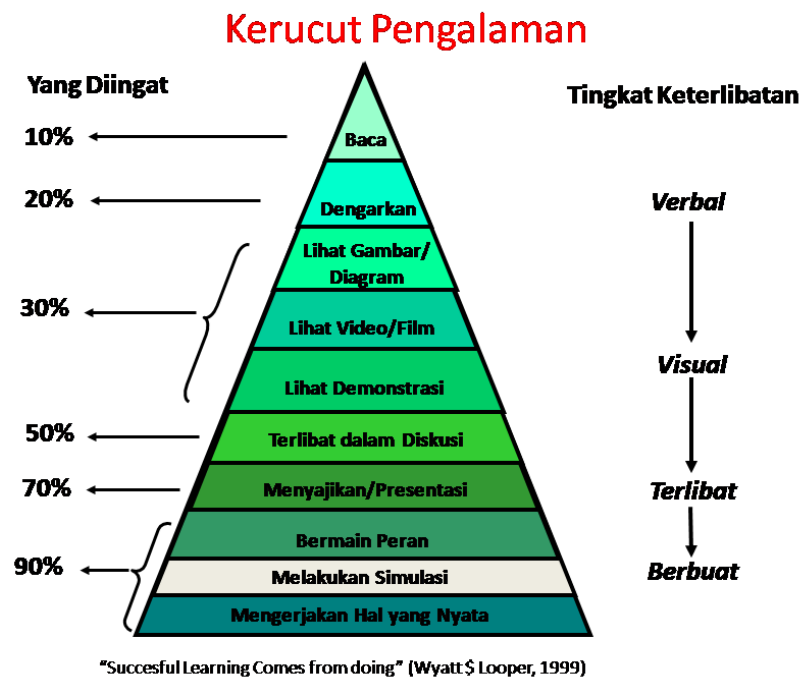 Kerucut Pengalaman
Yang Diingat
Tingkat Keterlibatan
10%
Baca
20%
Dengarkan
Verbal
Lihat Gambar/
Diagram
30%
Lihat Video/Film
Visual
Lihat Demonstrasi
50%
Terlibat dalam Diskusi
70%
Menyajikan/Presentasi
Terlibat
Bermain Peran
90%
Melakukan Simulasi
Berbuat
Mengerjakan Hal yang Nyata
“Succesful Learning Comes from doing” (Wyatt $ Looper, 1999)